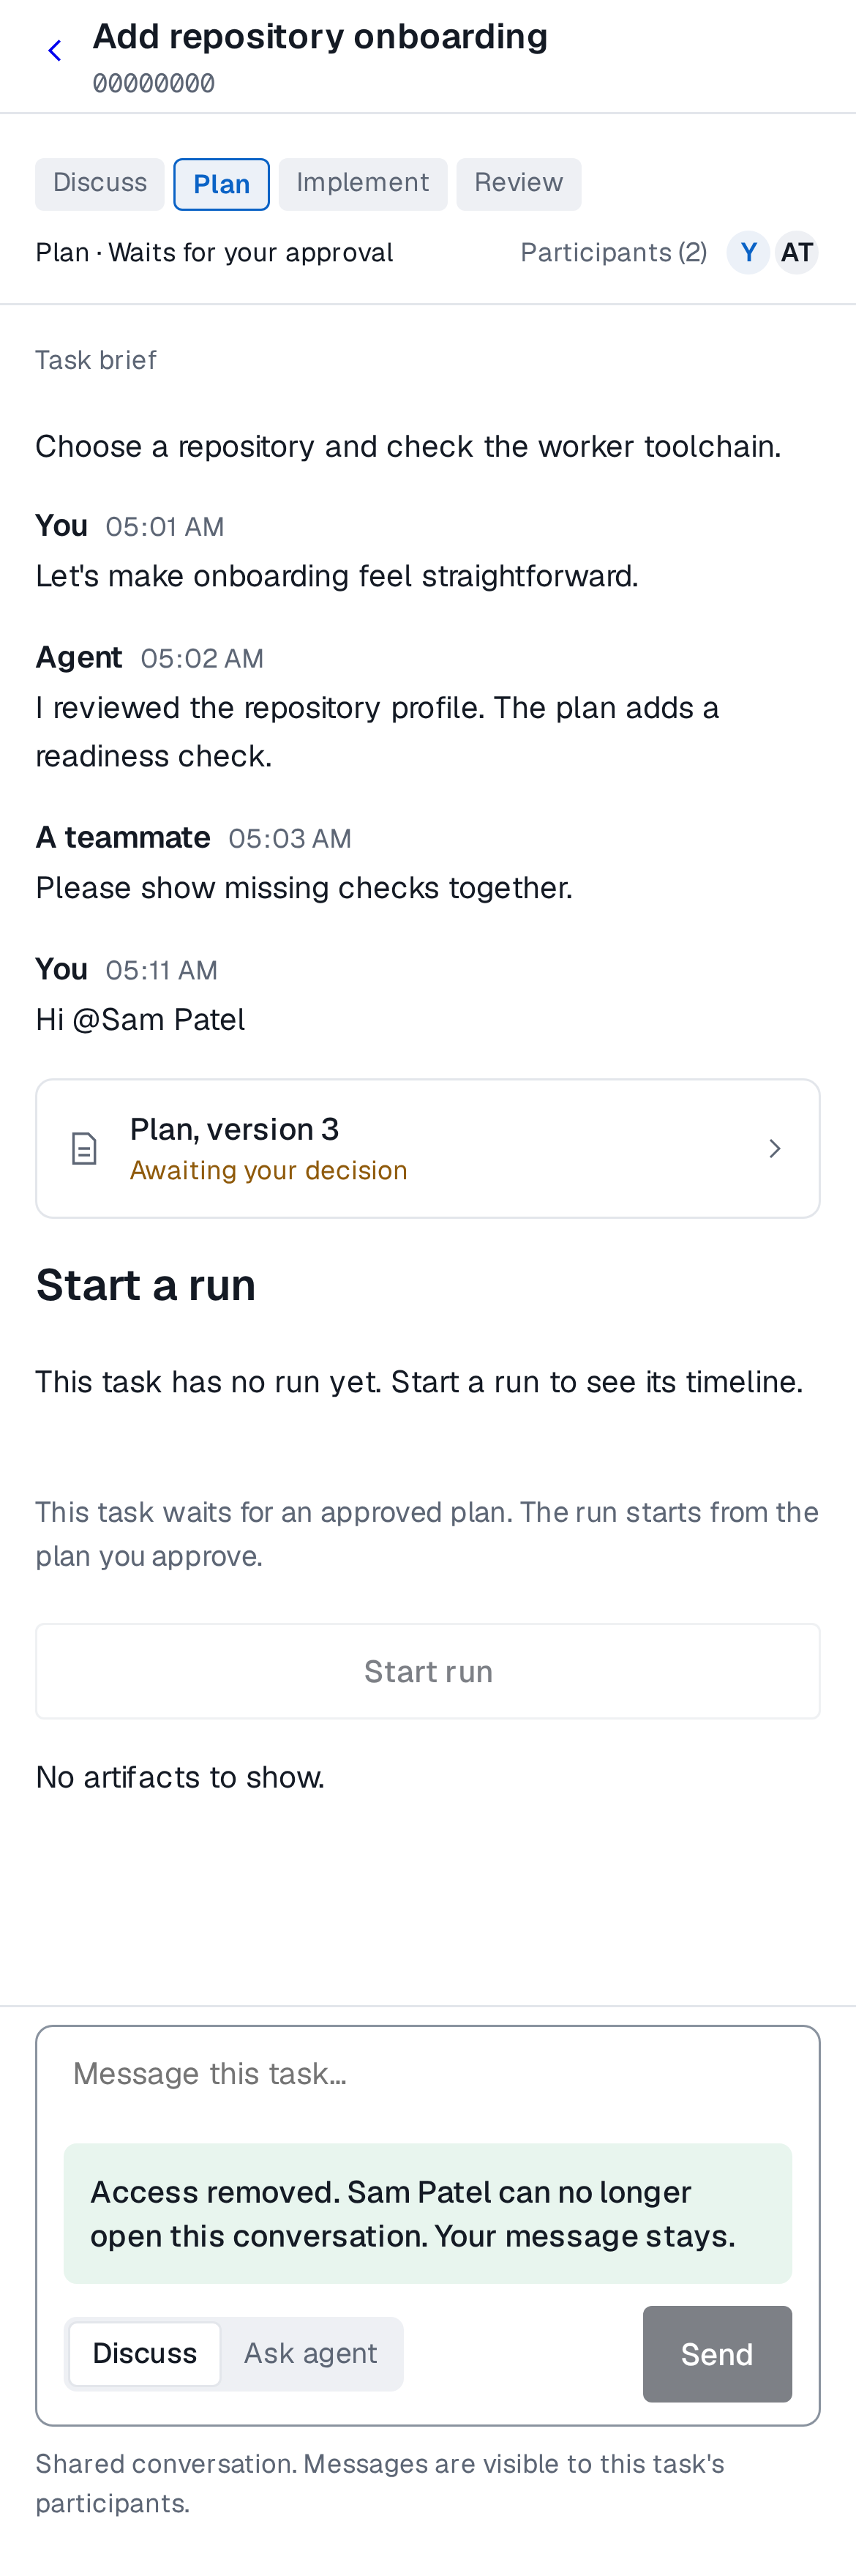 Add repository onboarding
00000000
Discuss
Plan
Implement
Review
Plan · Waits for your approval
Participants (2)
Y
AT
Task brief
Choose a repository and check the worker toolchain.
You 05:01 AM
Let's make onboarding feel straightforward.
Agent 05:02 AM
I reviewed the repository profile. The plan adds a
readiness check.
A teammate 05:03 AM
Please show missing checks together.
You 05:11 AM
Hi @Sam Patel
Plan, version 3
Awaiting your decision
Start a run
This task has no run yet. Start a run to see its timeline.
This task waits for an approved plan. The run starts from the
plan you approve.
Start run
No artifacts to show.
Message this task...
Access removed. Sam Patel can no longer
open this conversation. Your message stays.
Discuss
Ask agent
Send
Shared conversation. Messages are visible to this task's
participants.